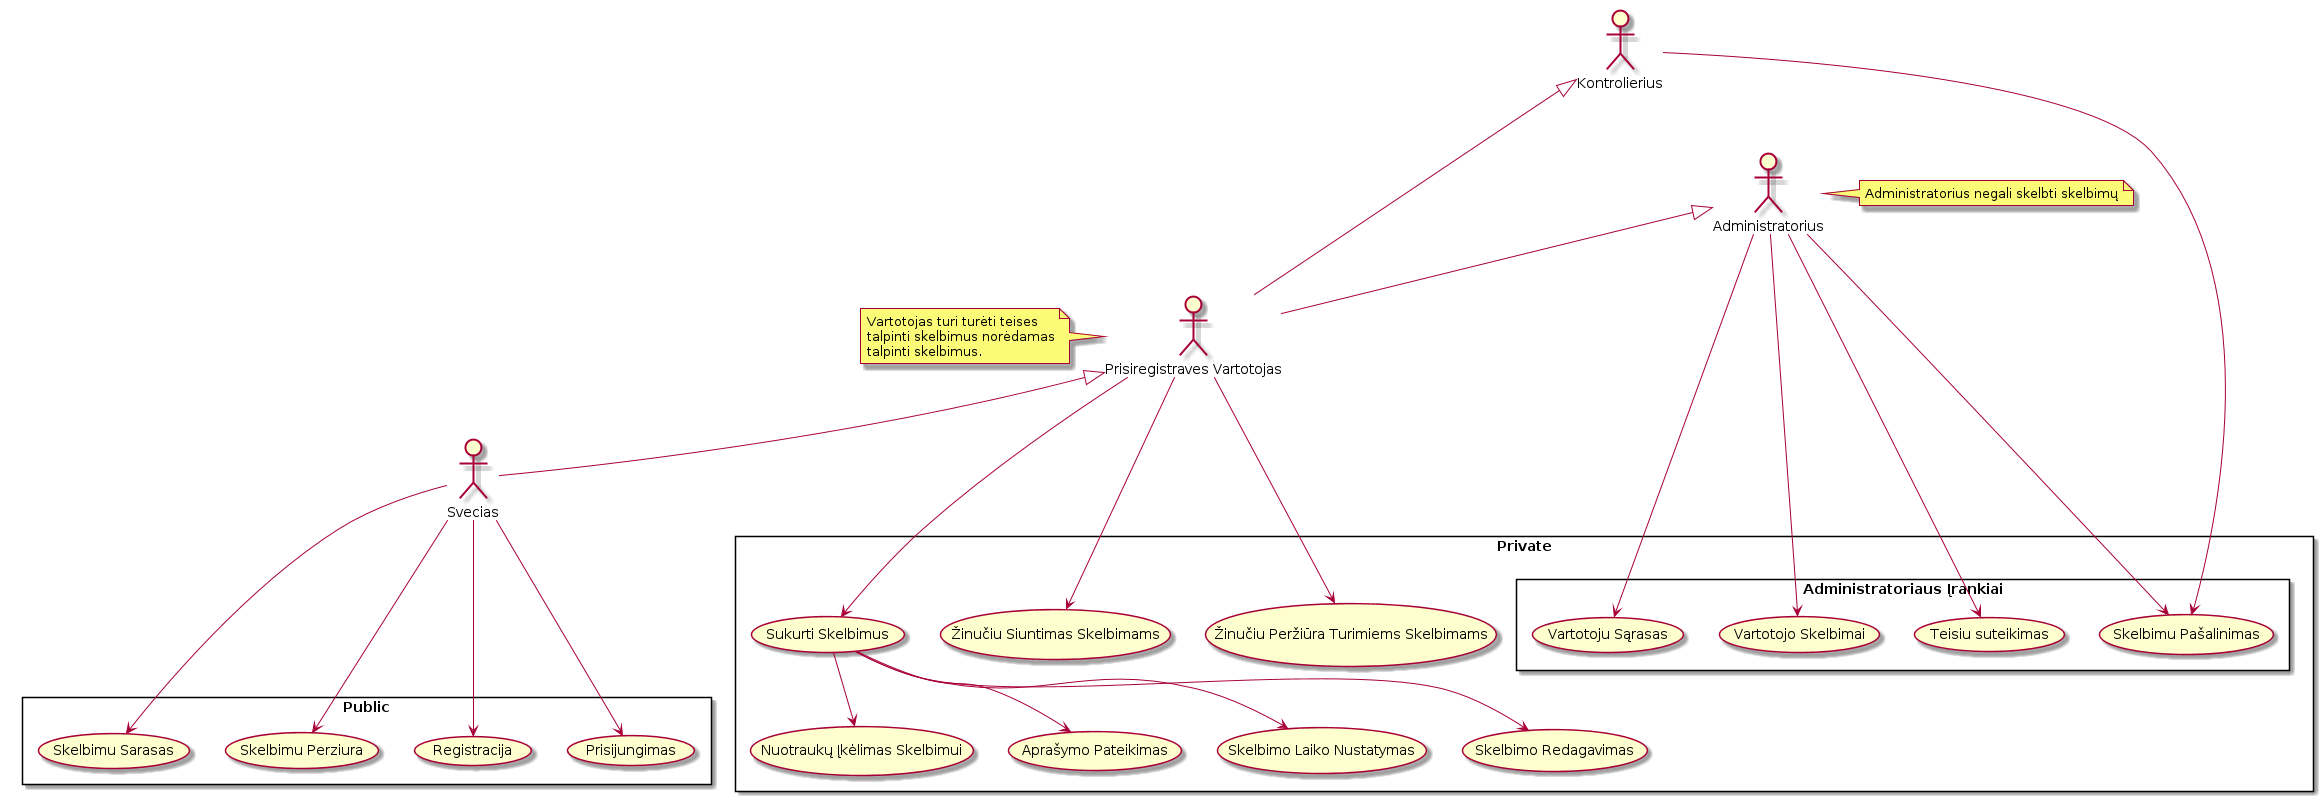 Kontrolierius
Administratorius negali skelbti skelbimų
Administratorius
Vartotojas turi turėti teises
talpinti skelbimus norėdamas
talpinti skelbimus.
Prisiregistraves Vartotojas
Svecias
Private
Administratoriaus Įrankiai
Sukurti Skelbimus
Žinučiu Siuntimas Skelbimams
Žinučiu Peržiūra Turimiems Skelbimams
Vartotoju Sąrasas
Vartotojo Skelbimai
Teisiu suteikimas
Skelbimu Pašalinimas
Public
Skelbimu Sarasas
Skelbimu Perziura
Registracija
Prisijungimas
Nuotraukų Įkėlimas Skelbimui
Aprašymo Pateikimas
Skelbimo Laiko Nustatymas
Skelbimo Redagavimas